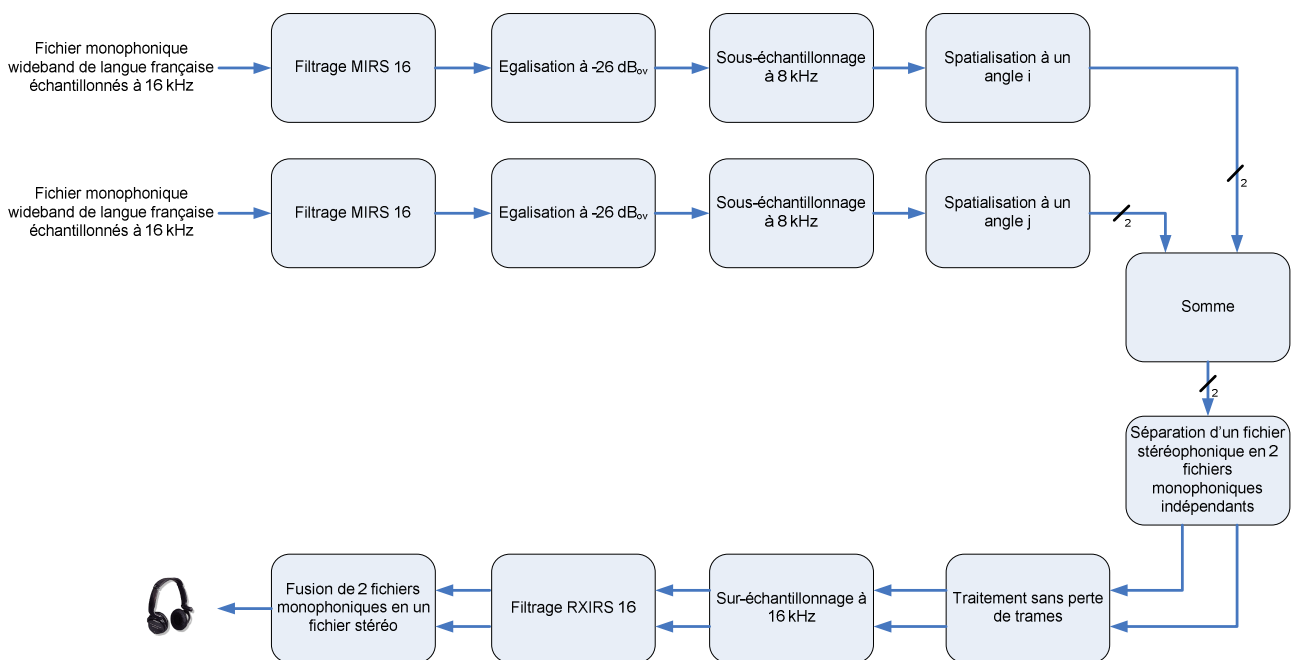 Fichier monophonique
wideband de langue française
échantillonnés à 16 kHz
Filtrage MIRS 16
Egalisation à -26 dBov
Sous-échantillonnage
à 8 kHz
Spatialisation à un
angle i
2
Fichier monophonique
wideband de langue française
échantillonnés à 16 kHz
Filtrage MIRS 16
Egalisation à -26 dBov
Sous-échantillonnage
à 8 kHz
Spatialisation à un
angle j
2
Somme
2
Séparation d'un fichier
stéréophonique en 2
fichiers
monophoniques
indépendants
Fusion de 2 fichiers
monophoniques en un
fichier stéréo
Filtrage RXIRS 16
Sur-échantillonnage à
16 kHz
Traitement sans perte
de trames